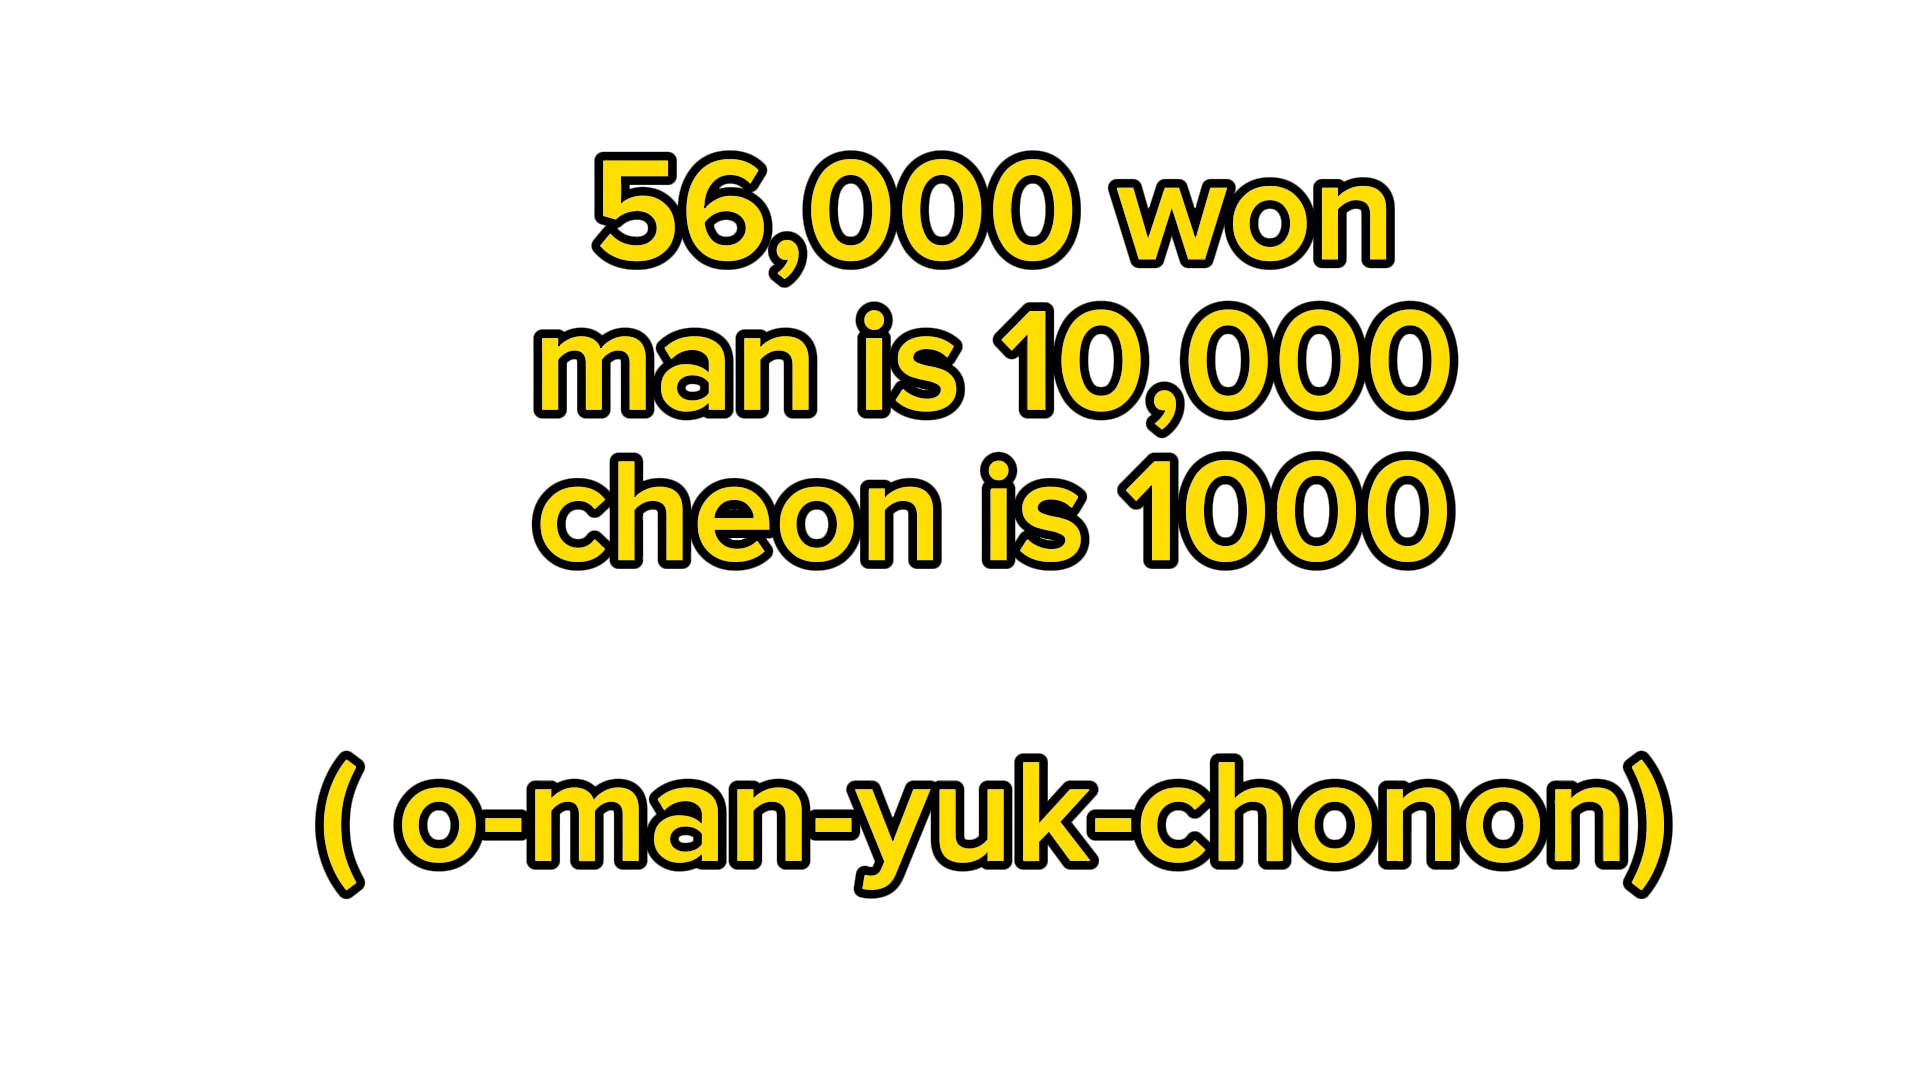 56,000 won
man is 10,000
cheon is 1000
( o-man-yuk-chonon)